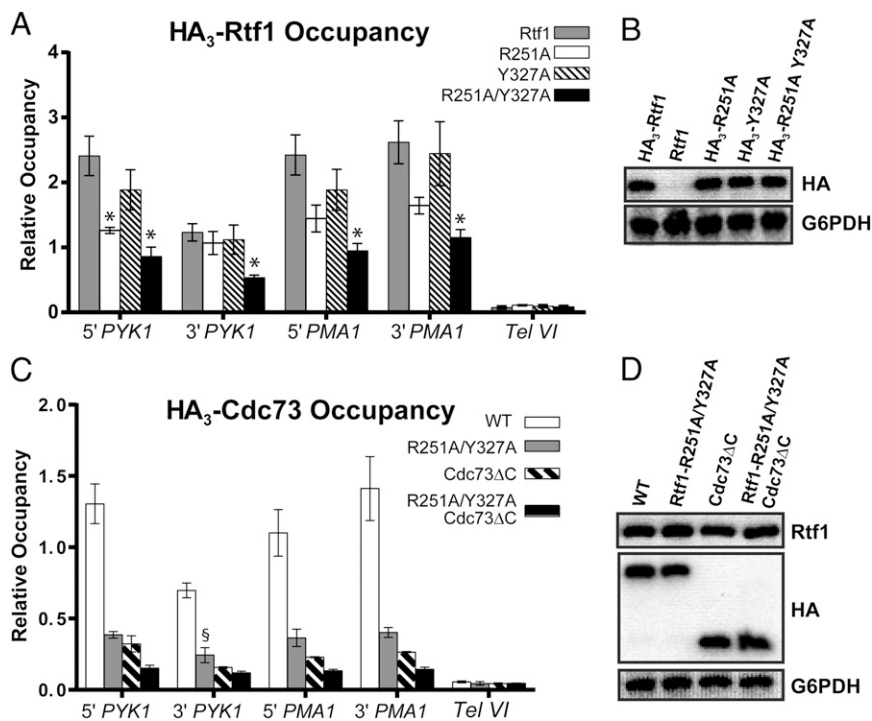 A
HA₃-Rtf1 Occupancy
Rtf1
R251A
Y327A
R251A/Y327A
Relative Occupancy
4
3
2
1
0
*
*
*
*
*
5' PYK1
3' PYK1
5' PMA1
3' PMA1
Tel VI
B
HA₃-Rtf1
Rtf1
HA₃-R251A
HA₃-Y327A
HA₃-R251A Y327A
HA
G6PDH
C
HA₃-Cdc73 Occupancy
WT
R251A/Y327A
Cdc73ΔC
R251A/Y327A
Cdc73ΔC
Relative Occupancy
2.0
1.5
1.0
0.5
0.0
§
5' PYK1
3' PYK1
5' PMA1
3' PMA1
Tel VI
D
WT
Rtf1-R251A/Y327A
Cdc73ΔC
Rtf1-R251A/Y327A
Cdc73ΔC
Rtf1
HA
G6PDH